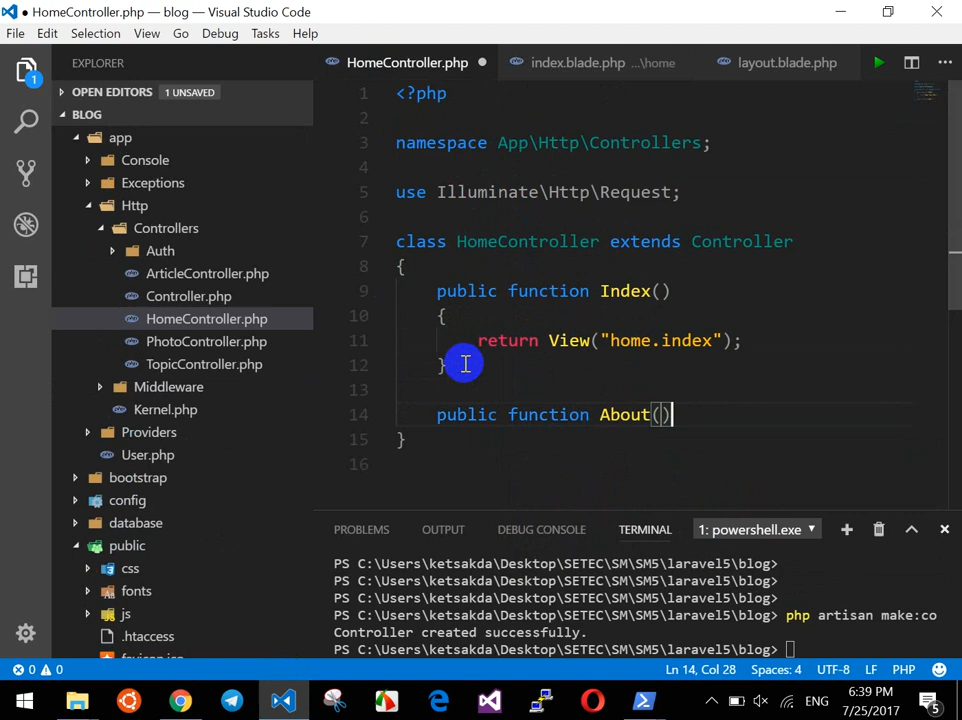 ● HomeController.php — blog — Visual Studio Code
File Edit Selection View Go Debug Tasks Help
EXPLORER
HomeController.php ●
index.blade.php ...\home
layout.blade.php
1
OPEN EDITORS 1 UNSAVED
BLOG
app
Console
Exceptions
Http
Controllers
Auth
ArticleController.php
Controller.php
HomeController.php
PhotoController.php
TopicController.php
Middleware
Kernel.php
Providers
User.php
bootstrap
config
database
public
css
fonts
js
.htaccess
1 <?php
2
3 namespace App\Http\Controllers;
4
5 use Illuminate\Http\Request;
6
7 class HomeController extends Controller
8 {
9 public function Index()
10 {
11 return View("home.index");
12 }
13
14 public function About()
15 }
16
PROBLEMS OUTPUT DEBUG CONSOLE TERMINAL 1: powershell.exe
PS C:\Users\ketsakda\Desktop\SETEC\SM\SM5\laravel5\blog>
PS C:\Users\ketsakda\Desktop\SETEC\SM\SM5\laravel5\blog>
PS C:\Users\ketsakda\Desktop\SETEC\SM\SM5\laravel5\blog>
PS C:\Users\ketsakda\Desktop\SETEC\SM\SM5\laravel5\blog> php artisan make:co
Controller created successfully.
PS C:\Users\ketsakda\Desktop\SETEC\SM\SM5\laravel5\blog>
0 0 Ln 14, Col 28 Spaces: 4 UTF-8 LF PHP
ENG
6:39 PM
7/25/2017
5